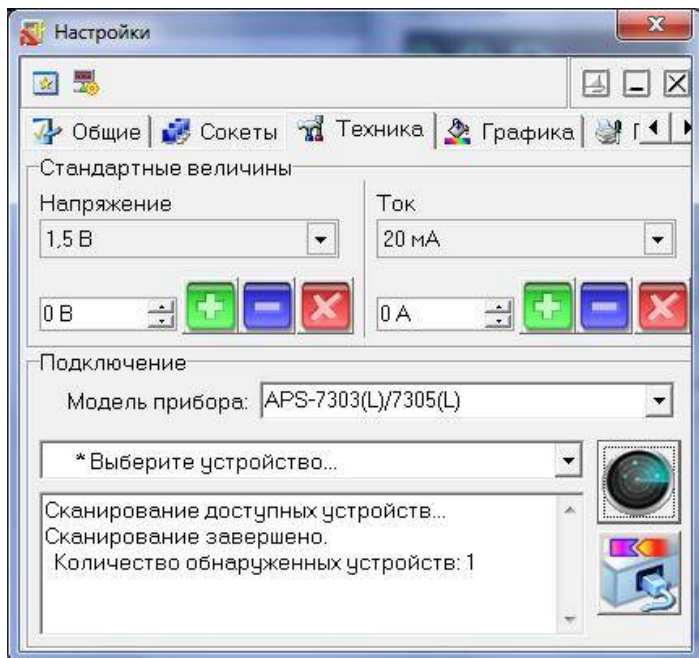 Настройки
Общие Сокеты Техника Графика
Стандартные величины
Напряжение Ток
1,5 В 20 мА
0 В 0 А
Подключение
Модель прибора: APS-7303(L)/7305(L)
* Выберите устройство...
Сканирование доступных устройств...
Сканирование завершено.
Количество обнаруженных устройств: 1